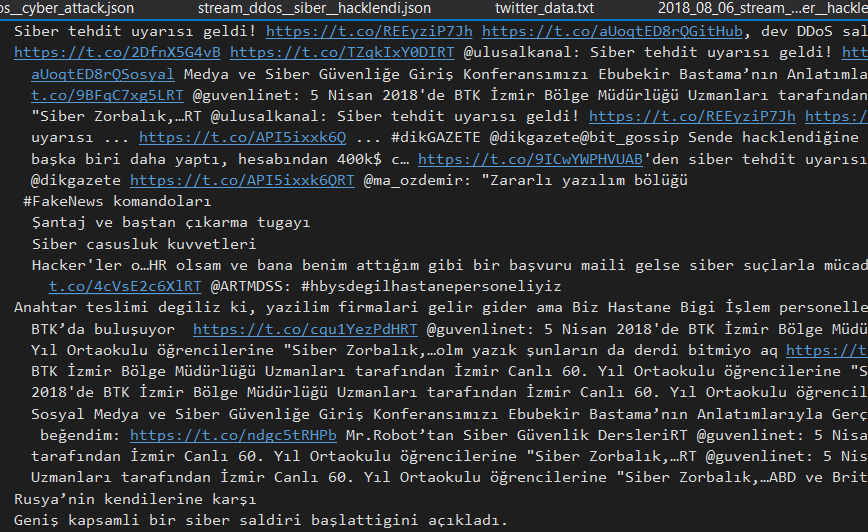 os__cyber_attack.json stream_ddos__siber__hacklendi.json twitter_data.txt 2018_08_06_stream_...er__hackle
Siber tehdit uyarısı geldi! https://t.co/REEyziP7Jh https://t.co/aUoqtED8rQGitHub, dev DDoS sal
https://t.co/2DfnX5G4vB https://t.co/TZqkIxY0DIRT @ulusalkanal: Siber tehdit uyarısı geldi! htt
aUoqtED8rQSosyal Medya ve Siber Güvenliğe Giriş Konferansımızı Ebubekir Bastama’nın Anlatımla
t.co/9BFqC7xg5LRT @guvenlinet: 5 Nisan 2018'de BTK İzmir Bölge Müdürlüğü Uzmanları tarafından
"Siber Zorbalık,…RT @ulusalkanal: Siber tehdit uyarısı geldi! https://t.co/REEyziP7Jh https:/
uyarısı ... https://t.co/API5ixxk6Q ... #dikGAZETE @dikgazete@bit_gossip Sende hacklendiğine
başka biri daha yaptı, hesabından 400k$ c… https://t.co/9ICwYWPHVUAB'den siber tehdit uyarısı
@dikgazete https://t.co/API5ixxk6QRT @ma_ozdemir: "Zararlı yazılım bölüğü
#FakeNews komandoları
Şantaj ve baştan çıkarma tugayı
Siber casusluk kuvvetleri
Hacker'ler o…HR olsam ve bana benim attığım gibi bir başvuru maili gelse siber suçlarla mücad
t.co/4cVsE2c6XlRT @ARTMDSS: #hbysdegilhastanepersoneliyiz
Anahtar teslimi degiliz ki, yazilim firmalari gelir gider ama Biz Hastane Bigi İşlem personelle
BTK’da buluşuyor https://t.co/cqu1YezPdHRT @guvenlinet: 5 Nisan 2018'de BTK İzmir Bölge Müdü
Yıl Ortaokulu öğrencilerine "Siber Zorbalık,…olm yazık şunların da derdi bitmiyo aq https://t
BTK İzmir Bölge Müdürlüğü Uzmanları tarafından İzmir Canlı 60. Yıl Ortaokulu öğrencilerine "S
2018'de BTK İzmir Bölge Müdürlüğü Uzmanları tarafından İzmir Canlı 60. Yıl Ortaokulu öğrencil
Sosyal Medya ve Siber Güvenliğe Giriş Konferansımızı Ebubekir Bastama’nın Anlatımlarıyla Gerç
beğendim: https://t.co/ndgc5tRHPb Mr.Robot’tan Siber Güvenlik DersleriRT @guvenlinet: 5 Nisa
tarafından İzmir Canlı 60. Yıl Ortaokulu öğrencilerine "Siber Zorbalık,…RT @guvenlinet: 5 Nis
Uzmanları tarafından İzmir Canlı 60. Yıl Ortaokulu öğrencilerine "Siber Zorbalık,…ABD ve Brit
Rusya’nin kendilerine karşı
Geniş kapsamli bir siber saldiri başlattigini açıkladı.